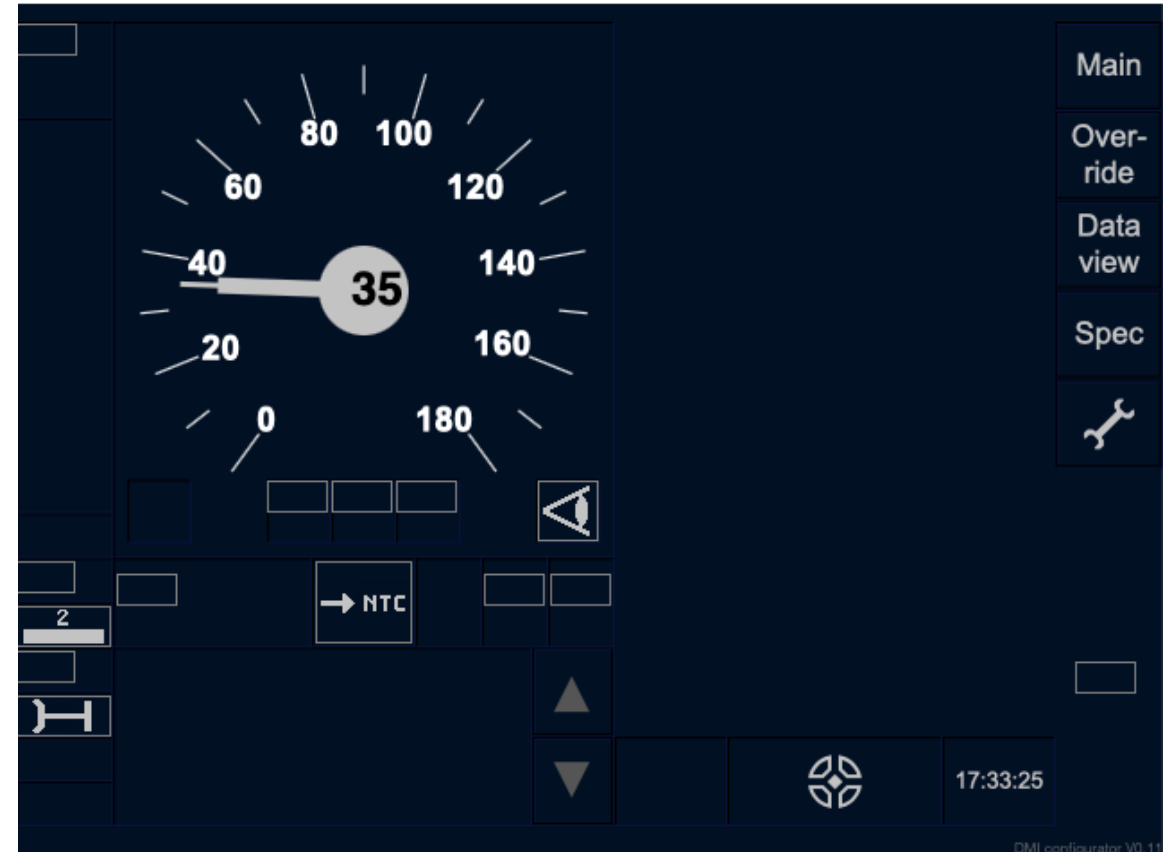 Main
80 100
Over-
ride
60 120
Data
view
40 140
35
20 160
Spec
0 180
NTC
2
17:33:25
DMI configurator V0.11